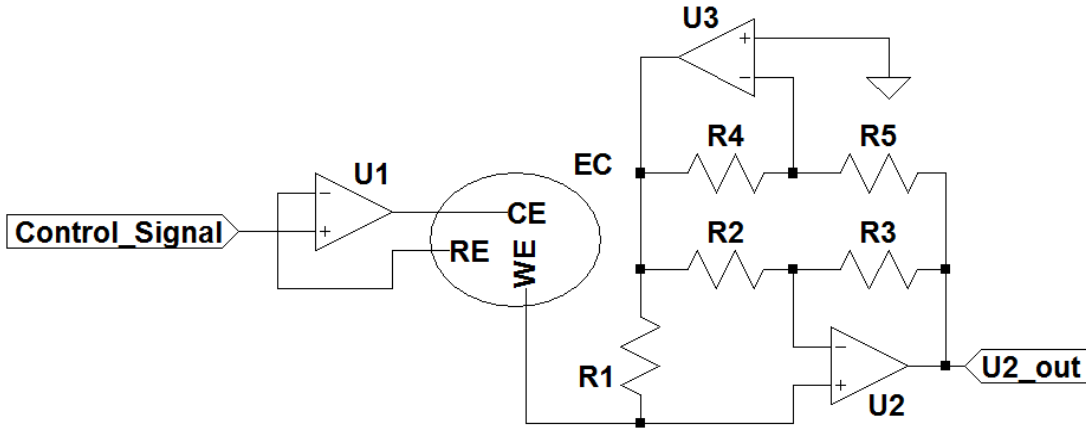 U3
+
−
R4
R5
EC
U1
−
+
Control_Signal
CE
RE
WE
R2
R3
R1
−
+
U2
U2_out